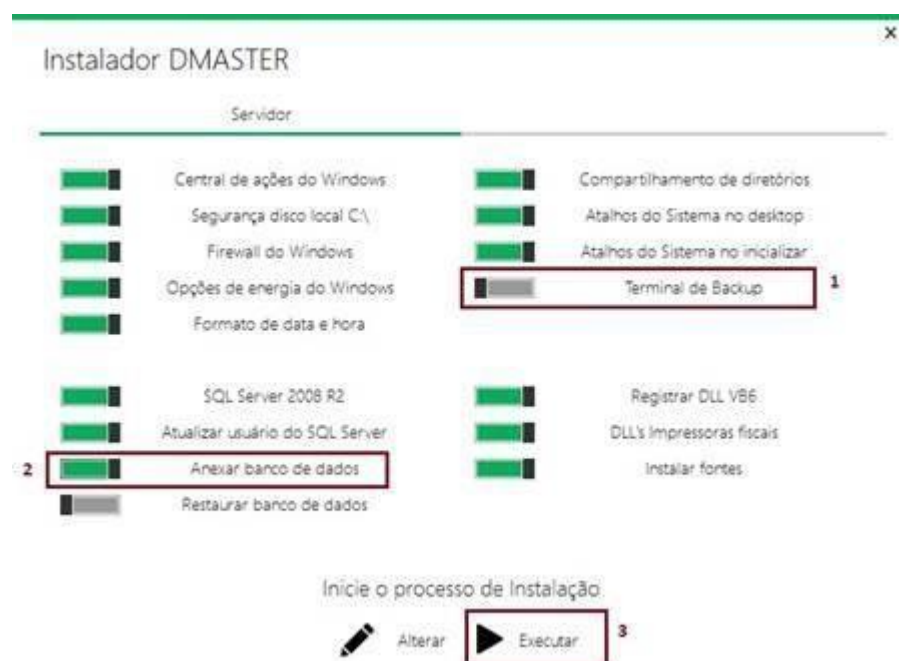 ×
Instalador DMASTER
Servidor
Central de ações do Windows
Segurança disco local C:\
Firewall do Windows
Opções de energia do Windows
Formato de data e hora
Compartilhamento de diretórios
Atalhos do Sistema no desktop
Atalhos do Sistema no inicializar
Terminal de Backup 1
SQL Server 2008 R2
Atualizar usuário do SQL Server
2 Anexar banco de dados
Restaurar banco de dados
Registrar DLL VB6
DLL's Impressoras fiscais
Instalar fontes
Inicie o processo de Instalação
Alterar
Executar 3